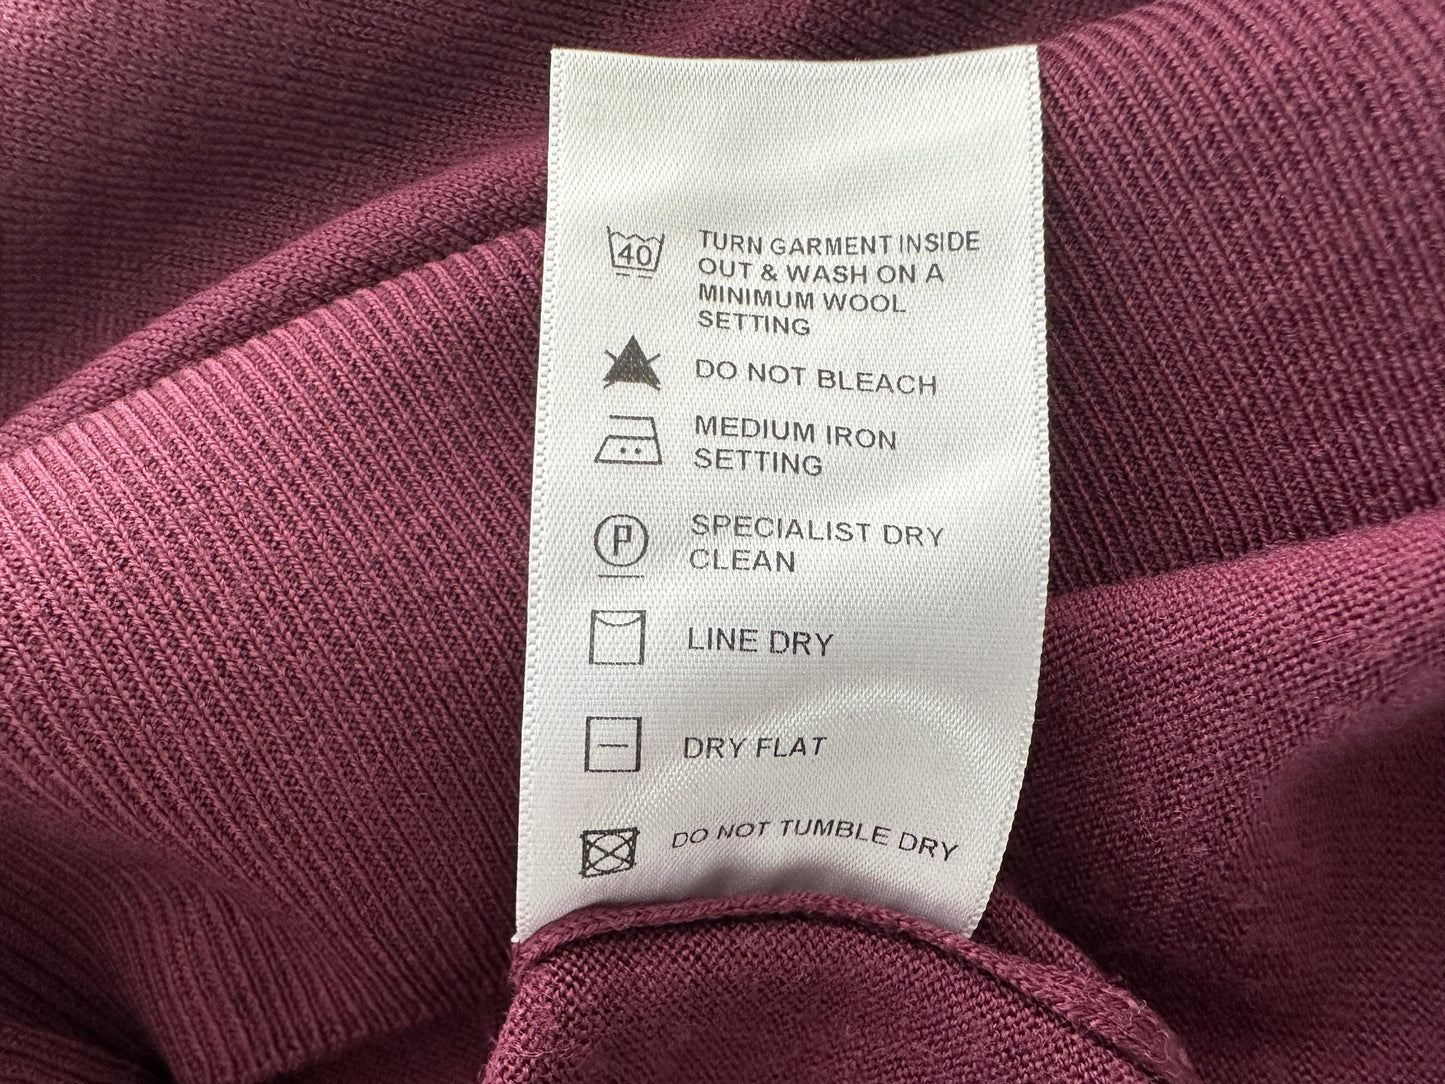 40
TURN GARMENT INSIDE
OUT & WASH ON A
MINIMUM WOOL
SETTING
DO NOT BLEACH
MEDIUM IRON
SETTING
P
SPECIALIST DRY
CLEAN
LINE DRY
DRY FLAT
DO NOT TUMBLE DRY